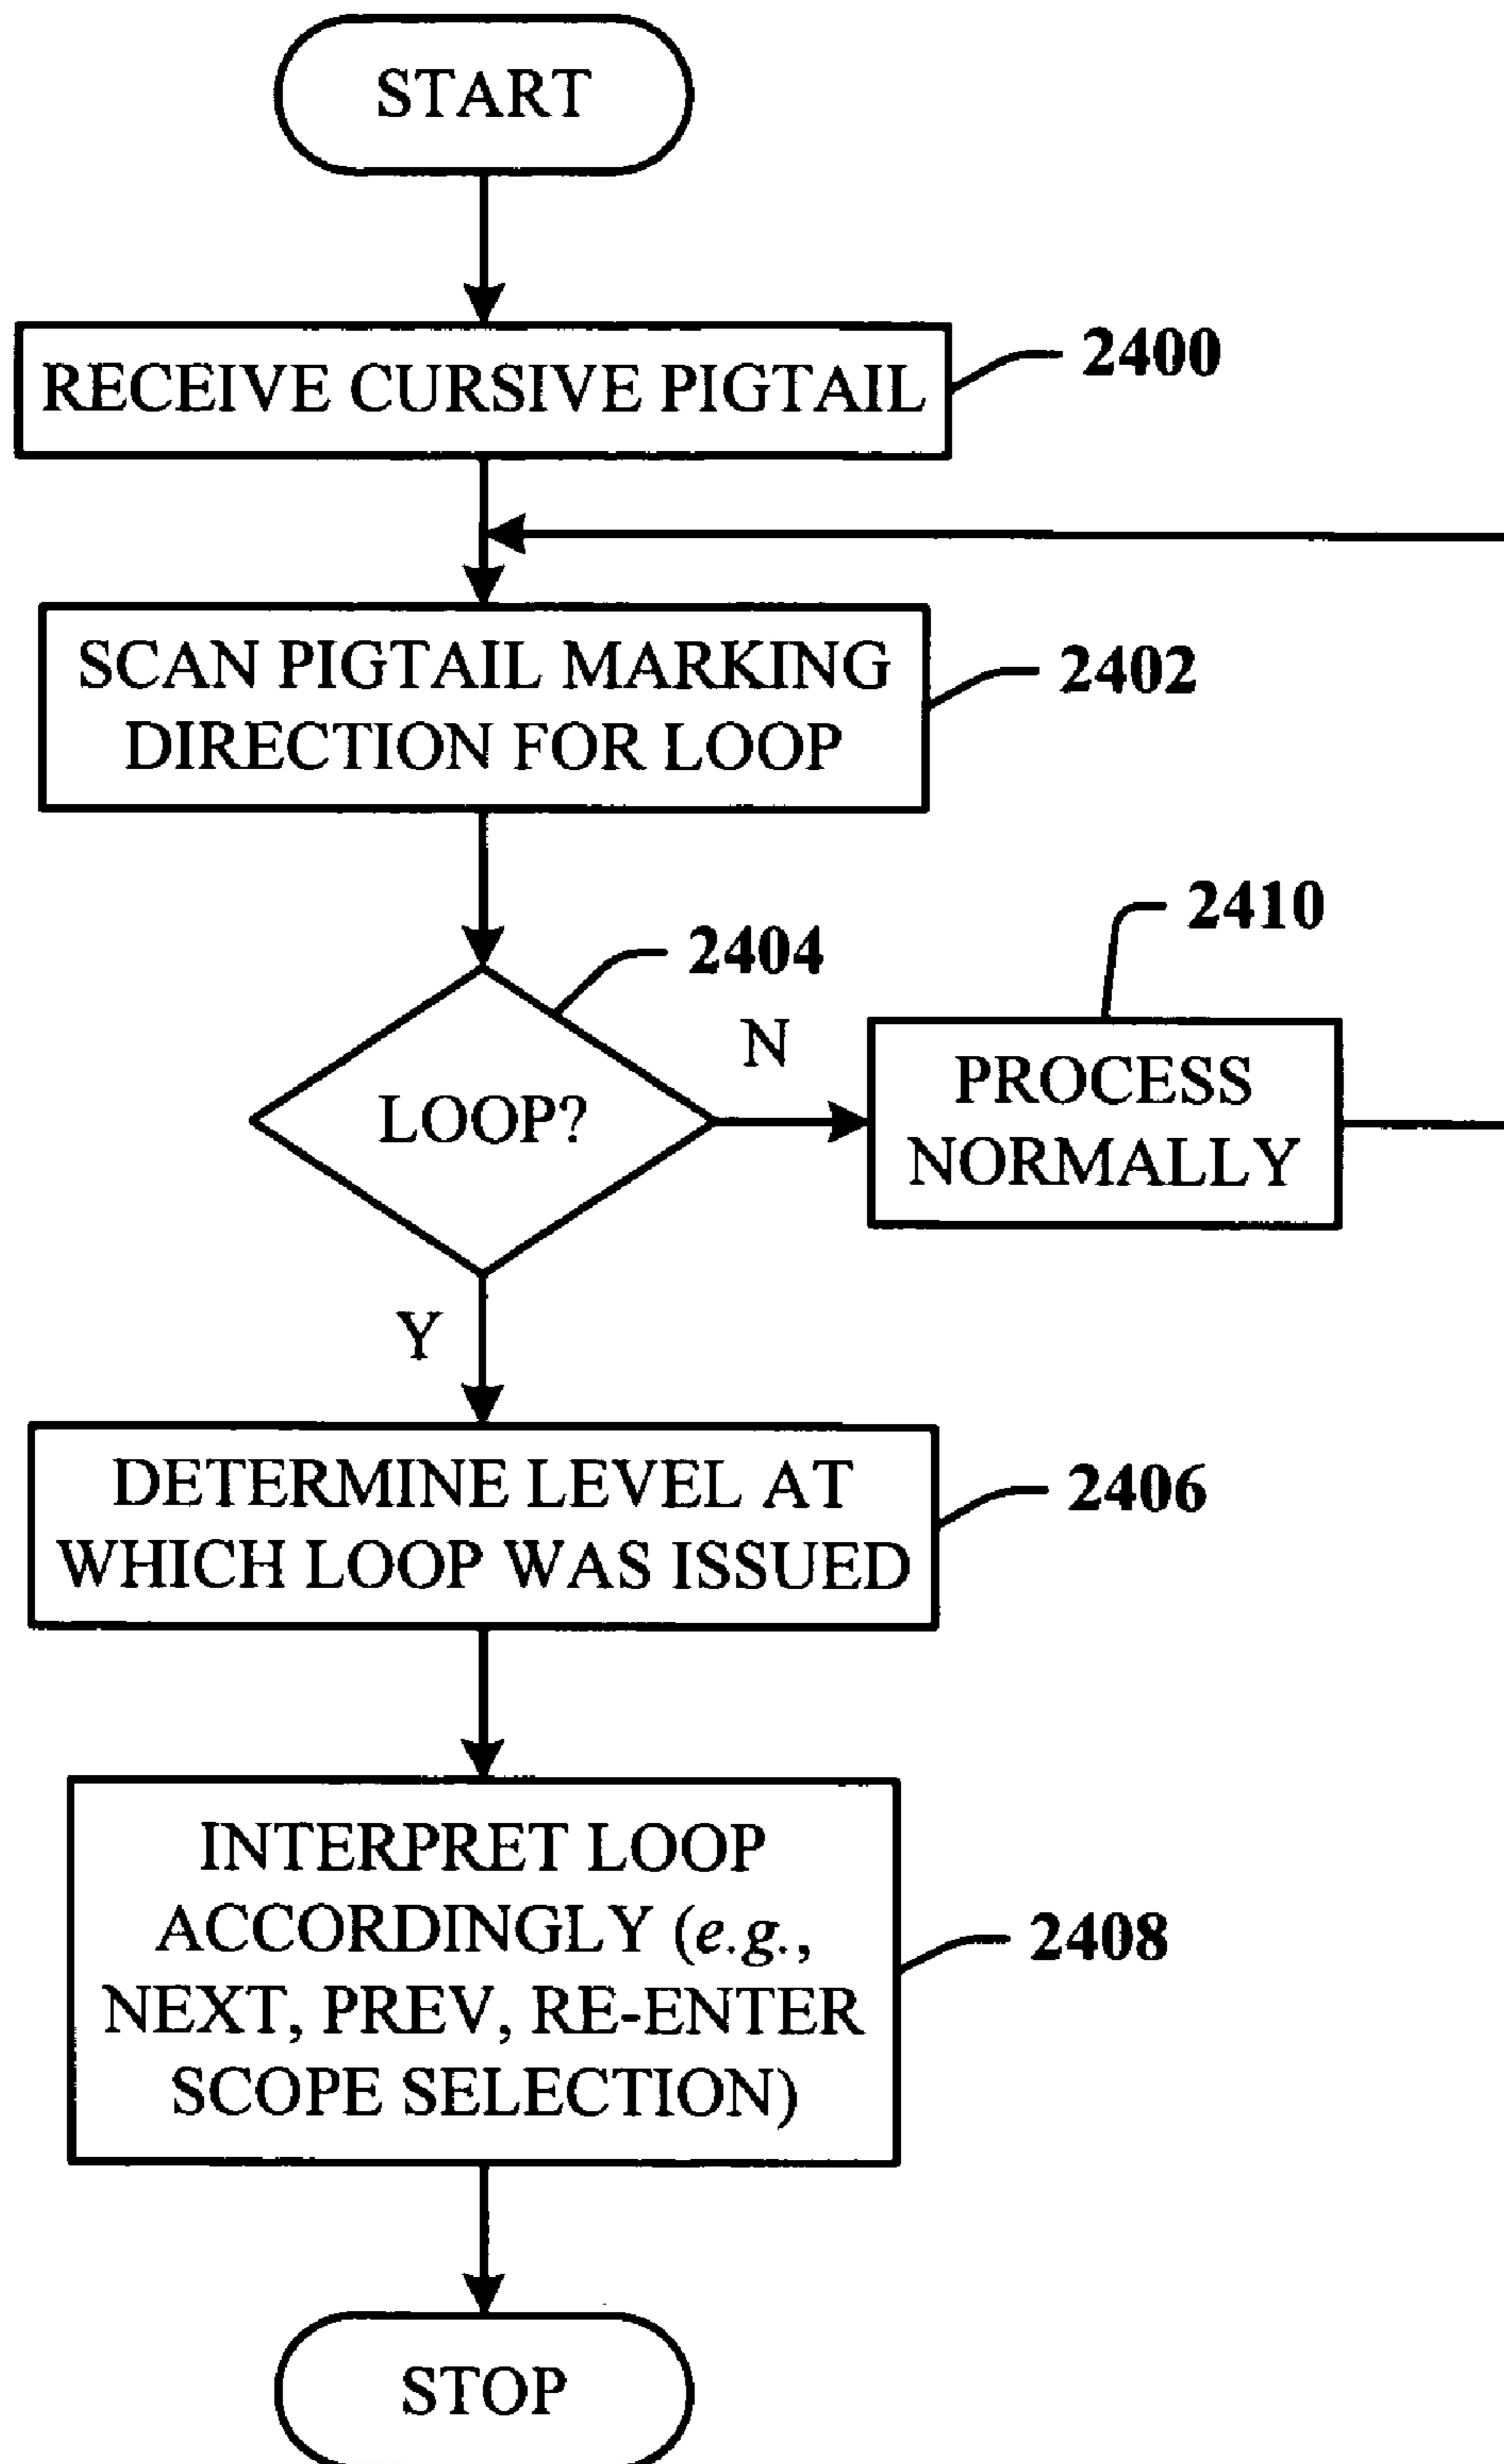 START
RECEIVE CURSIVE PIGTAIL
2400
SCAN PIGTAIL MARKING
DIRECTION FOR LOOP
2402
2404
LOOP?
N
2410
PROCESS
NORMALLY
Y
DETERMINE LEVEL AT
WHICH LOOP WAS ISSUED
2406
INTERPRET LOOP
ACCORDINGLY (e.g.,
NEXT, PREV, RE-ENTER
SCOPE SELECTION)
2408
STOP